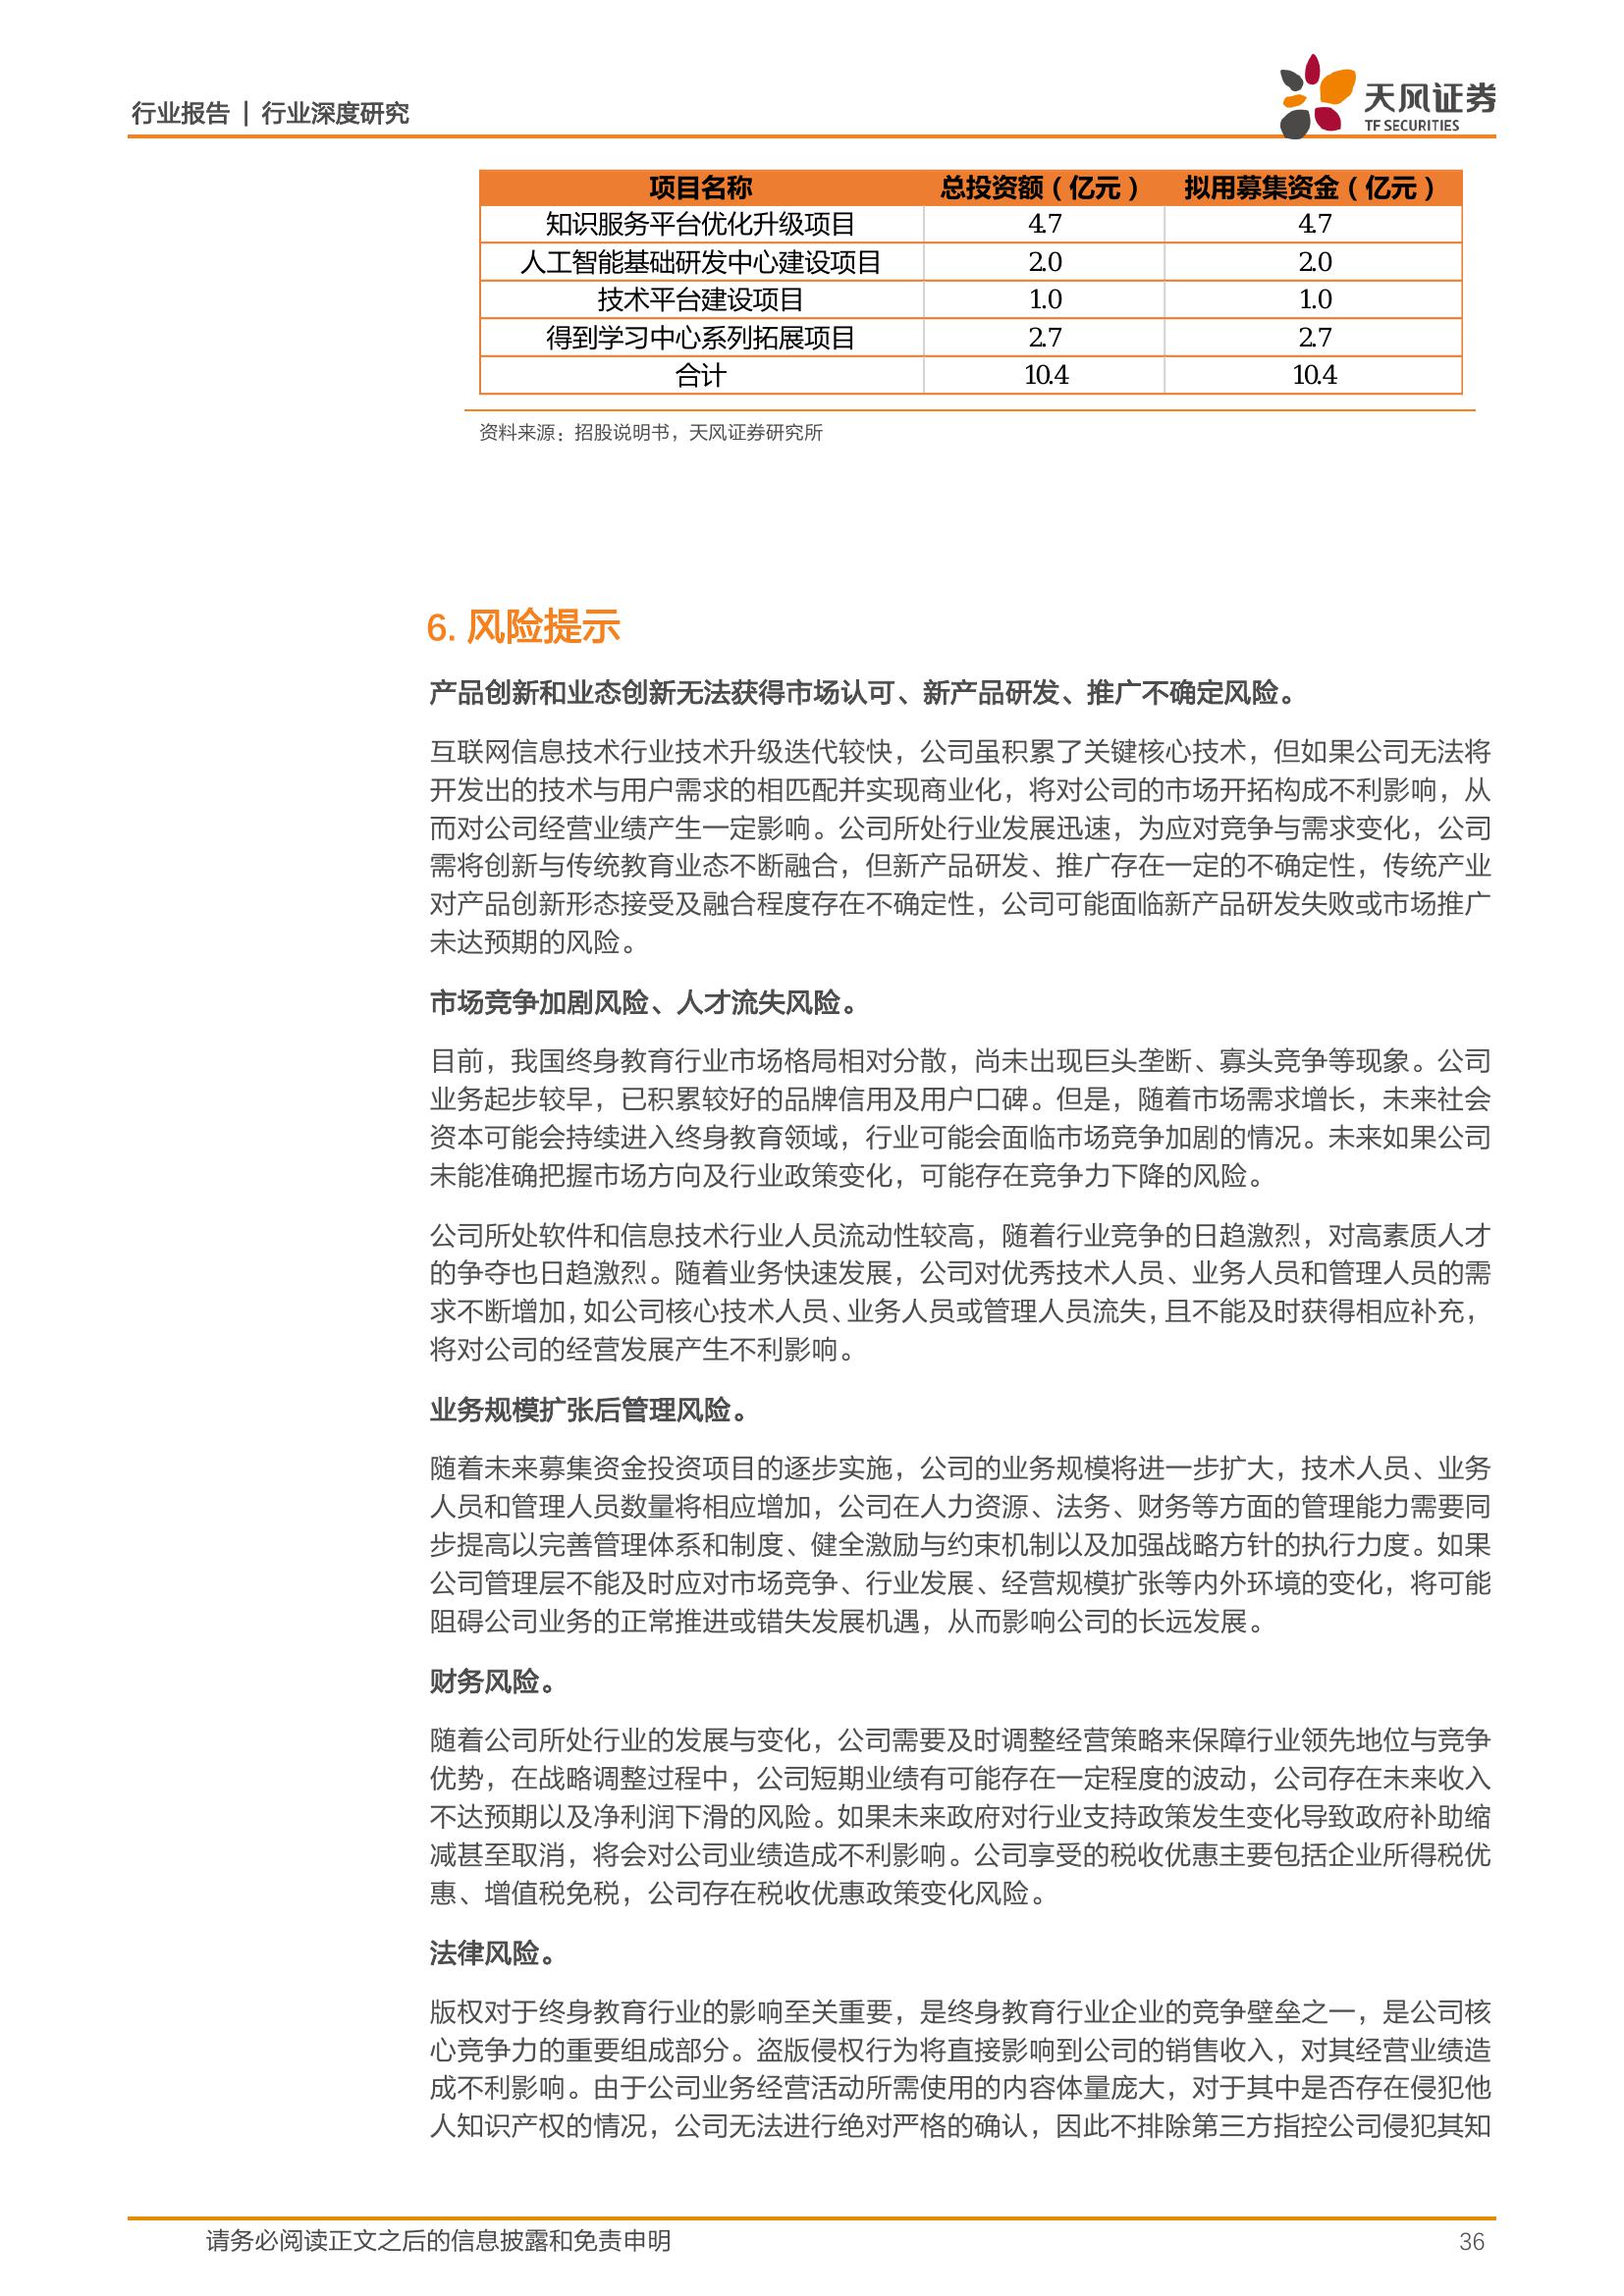 行业报告 | 行业深度研究
天风证券
TF SECURITIES
项目名称 总投资额（亿元） 拟用募集资金（亿元）
知识服务平台优化升级项目 4.7 4.7
人工智能基础研发中心建设项目 2.0 2.0
技术平台建设项目 1.0 1.0
得到学习中心系列拓展项目 2.7 2.7
合计 10.4 10.4
资料来源：招股说明书，天风证券研究所
6. 风险提示
产品创新和业态创新无法获得市场认可、新产品研发、推广不确定风险。
互联网信息技术行业技术升级迭代较快，公司虽积累了关键核心技术，但如果公司无法将
开发出的技术与用户需求的相匹配并实现商业化，将对公司的市场开拓构成不利影响，从
而对公司经营业绩产生一定影响。公司所处行业发展迅速，为应对竞争与需求变化，公司
需将创新与传统教育业态不断融合，但新产品研发、推广存在一定的不确定性，传统产业
对产品创新形态接受及融合程度存在不确定性，公司可能面临新产品研发失败或市场推广
未达预期的风险。
市场竞争加剧风险、人才流失风险。
目前，我国终身教育行业市场格局相对分散，尚未出现巨头垄断、寡头竞争等现象。公司
业务起步较早，已积累较好的品牌信用及用户口碑。但是，随着市场需求增长，未来社会
资本可能会持续进入终身教育领域，行业可能会面临市场竞争加剧的情况。未来如果公司
未能准确把握市场方向及行业政策变化，可能存在竞争力下降的风险。
公司所处软件和信息技术行业人员流动性较高，随着行业竞争的日趋激烈，对高素质人才
的争夺也日趋激烈。随着业务快速发展，公司对优秀技术人员、业务人员和管理人员的需
求不断增加，如公司核心技术人员、业务人员或管理人员流失，且不能及时获得相应补充，
将对公司的经营发展产生不利影响。
业务规模扩张后管理风险。
随着未来募集资金投资项目的逐步实施，公司的业务规模将进一步扩大，技术人员、业务
人员和管理人员数量将相应增加，公司在人力资源、法务、财务等方面的管理能力需要同
步提高以完善管理体系和制度、健全激励与约束机制以及加强战略方针的执行力度。如果
公司管理层不能及时应对市场竞争、行业发展、经营规模扩张等内外环境的变化，将可能
阻碍公司业务的正常推进或错失发展机遇，从而影响公司的长远发展。
财务风险。
随着公司所处行业的发展与变化，公司需要及时调整经营策略来保障行业领先地位与竞争
优势，在战略调整过程中，公司短期业绩有可能存在一定程度的波动，公司存在未来收入
不达预期以及净利润下滑的风险。如果未来政府对行业支持政策发生变化导致政府补助缩
减甚至取消，将会对公司业绩造成不利影响。公司享受的税收优惠主要包括企业所得税优
惠、增值税免税，公司存在税收优惠政策变化风险。
法律风险。
版权对于终身教育行业的影响至关重要，是终身教育行业企业的竞争壁垒之一，是公司核
心竞争力的重要组成部分。盗版侵权行为将直接影响到公司的销售收入，对其经营业绩造
成不利影响。由于公司业务经营活动所需使用的内容体量庞大，对于其中是否存在侵犯他
人知识产权的情况，公司无法进行绝对严格的确认，因此不排除第三方指控公司侵犯其知
请务必阅读正文之后的信息披露和免责申明 36